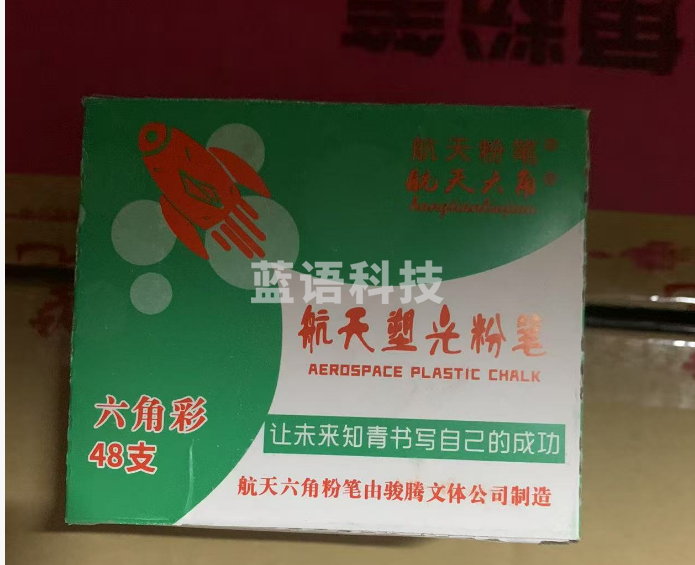 航天粉笔
航天六角
蓝语科技
航天塑光粉笔
AEROSPACE PLASTIC CHALK
六角彩
48支
让未来知青书写自己的成功
航天六角粉笔由骏腾文体公司制造